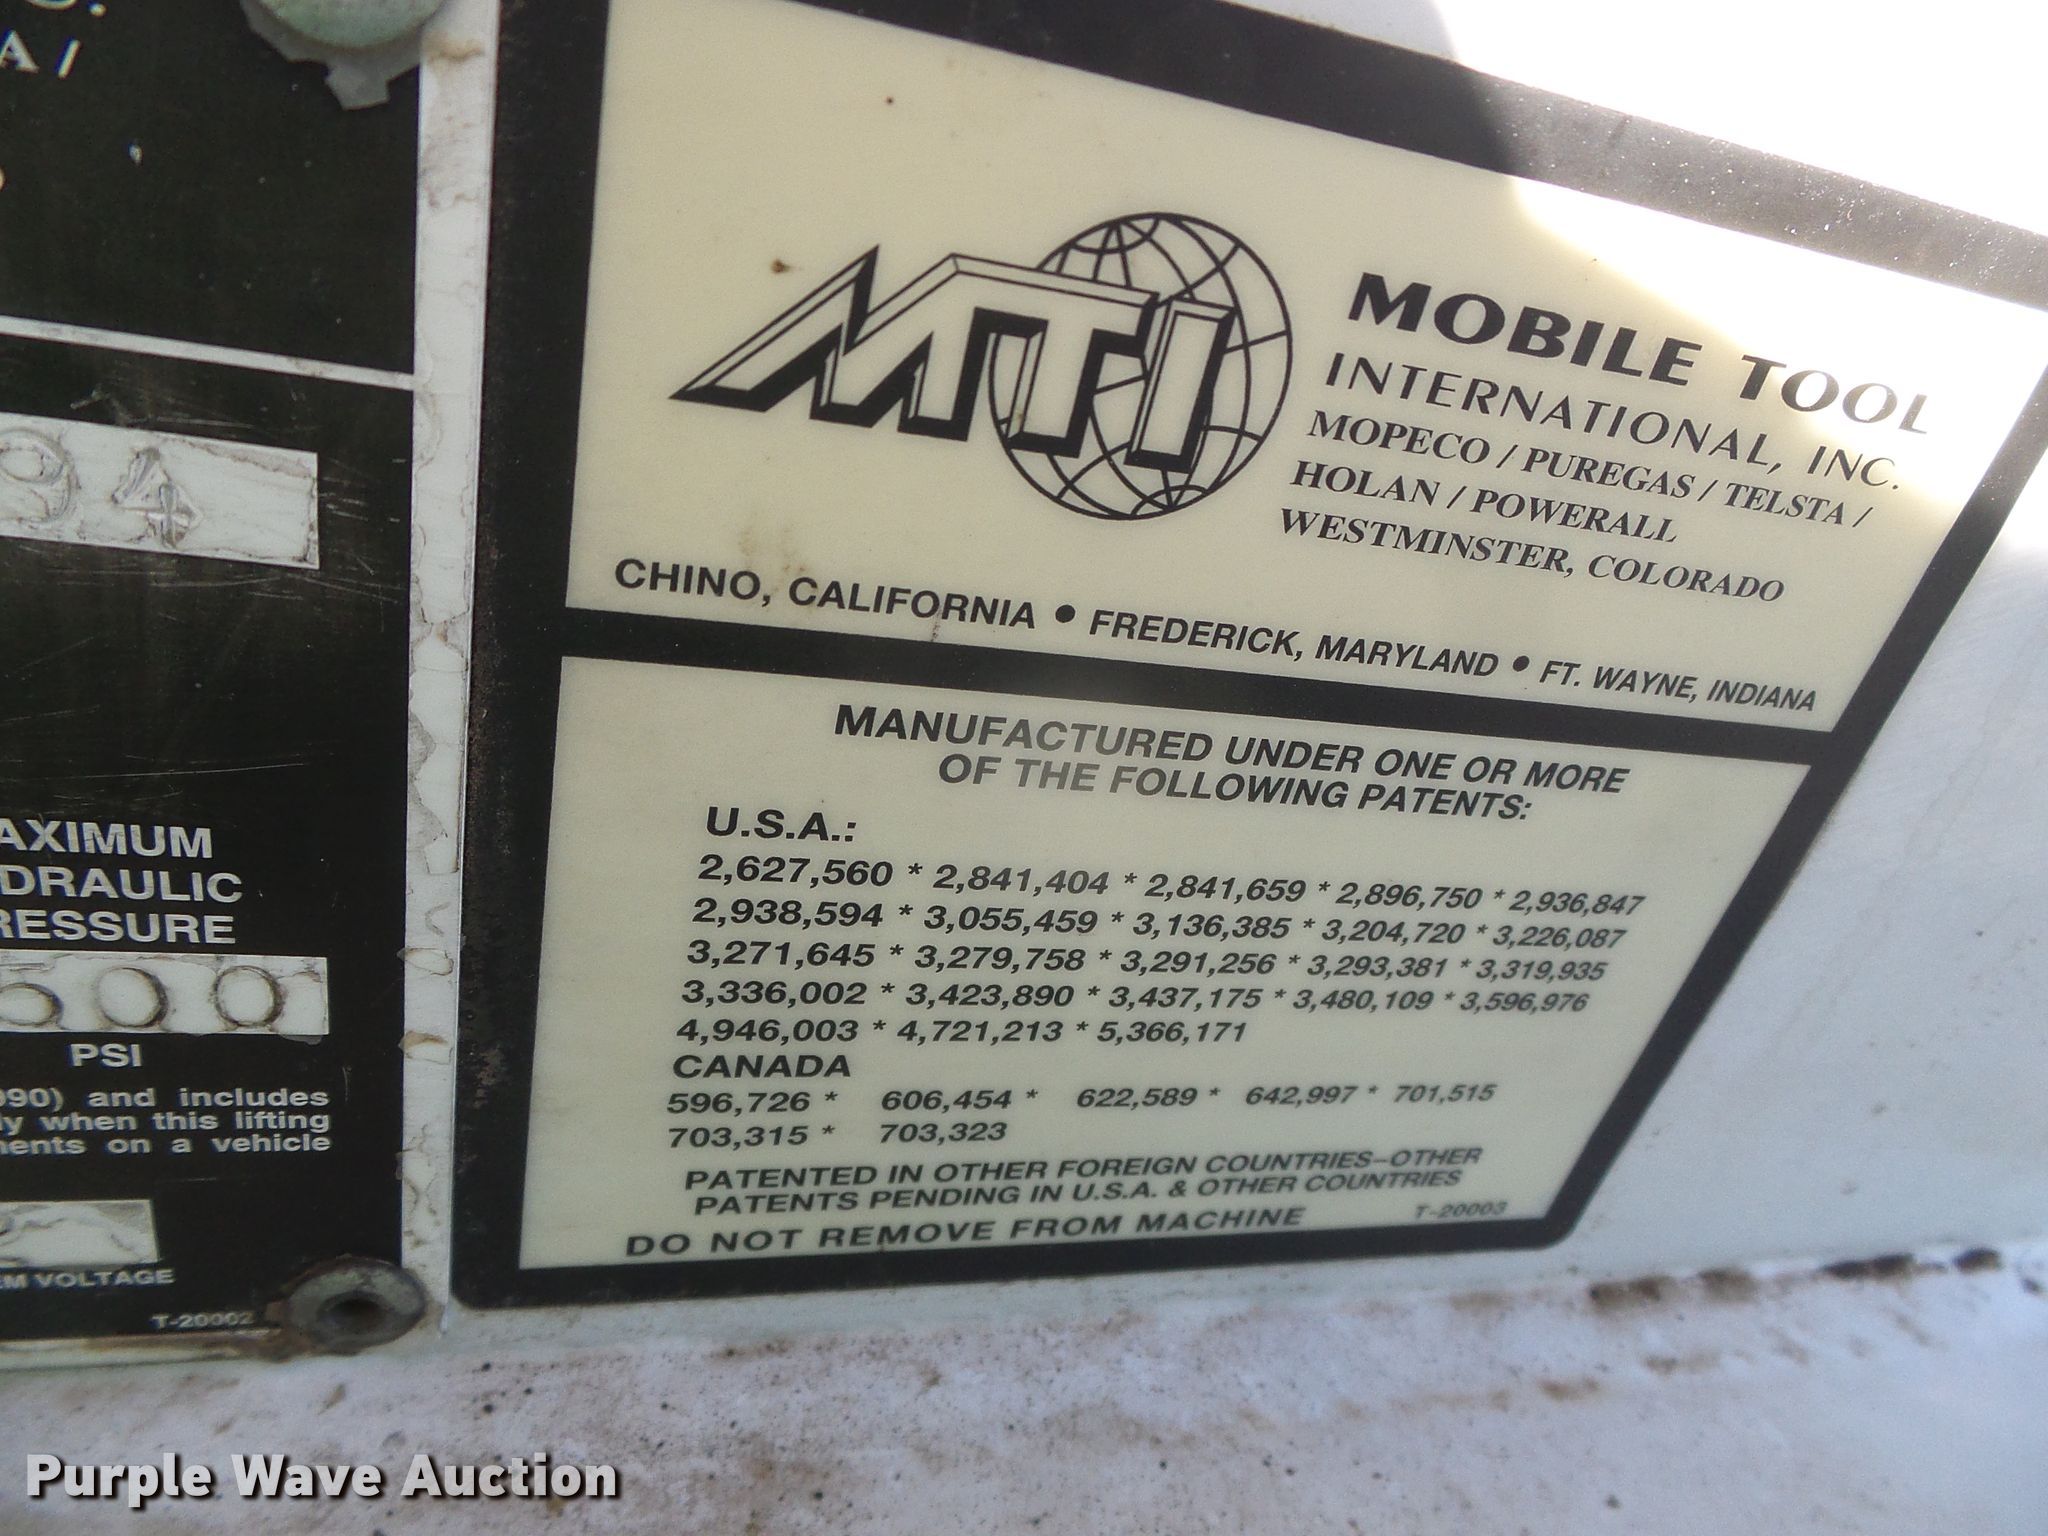 C.
A /
94
AXIMUM
DRAULIC
RESSURE
500
PSI
990) and includes
ly when this lifting
ments on a vehicle
EM VOLTAGE
T-20002
MTI
MOBILE TOOL
INTERNATIONAL, INC.
MOPECO / PUREGAS / TELSTA /
HOLAN / POWERALL
WESTMINSTER, COLORADO
CHINO, CALIFORNIA • FREDERICK, MARYLAND • FT. WAYNE, INDIANA
MANUFACTURED UNDER ONE OR MORE
OF THE FOLLOWING PATENTS:
U.S.A.:
2,627,560 * 2,841,404 * 2,841,659 * 2,896,750 * 2,936,847
2,938,594 * 3,055,459 * 3,136,385 * 3,204,720 * 3,226,087
3,271,645 * 3,279,758 * 3,291,256 * 3,293,381 * 3,319,935
3,336,002 * 3,423,890 * 3,437,175 * 3,480,109 * 3,596,976
4,946,003 * 4,721,213 * 5,366,171
CANADA
596,726 * 606,454 * 622,589 * 642,997 * 701,515
703,315 * 703,323
PATENTED IN OTHER FOREIGN COUNTRIES–OTHER
PATENTS PENDING IN U.S.A. & OTHER COUNTRIES
DO NOT REMOVE FROM MACHINE T-20003
Purple Wave Auction